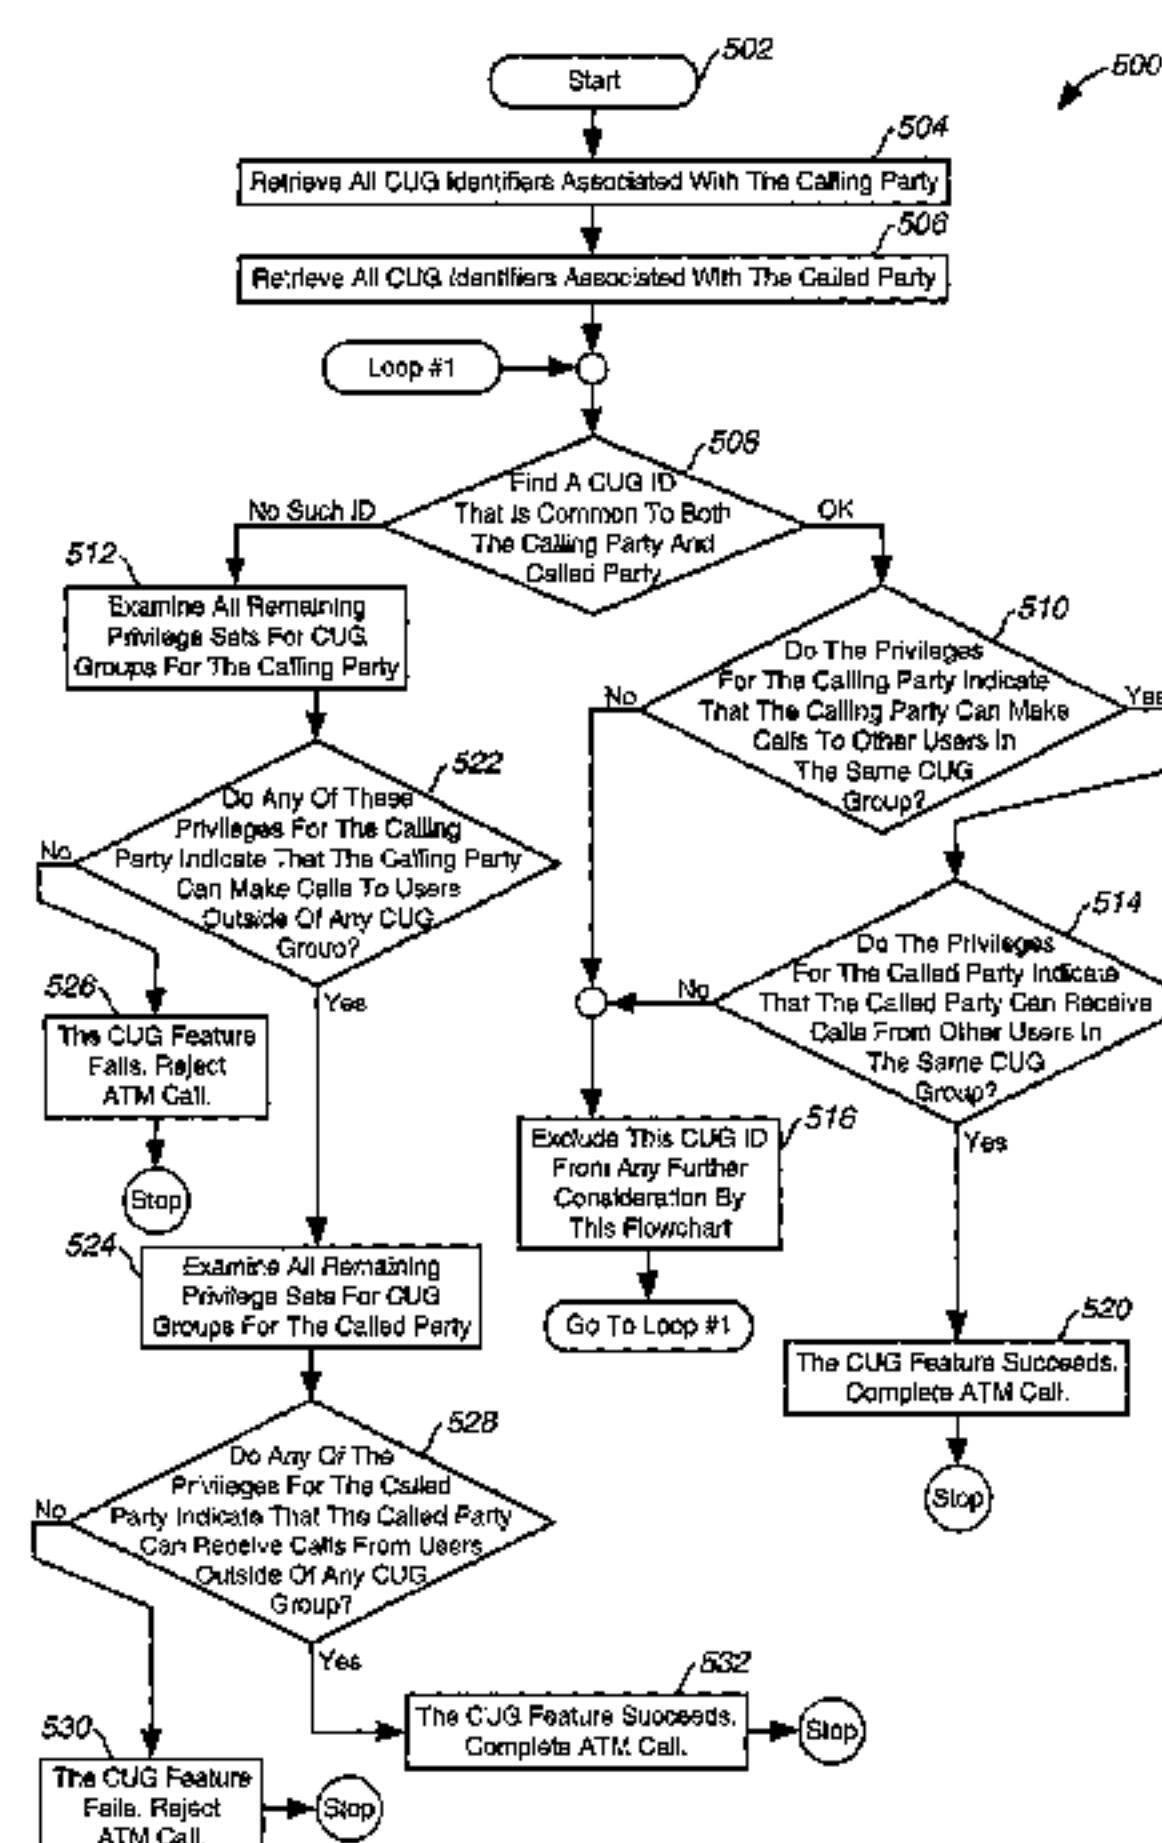 502
Start
500
504
Retrieve All CUG Identifiers Associated With The Calling Party
506
Retrieve All CUG Identifiers Associated With The Called Party
Loop #1
508
Find A CUG ID
That Is Common To Both
The Calling Party And
Called Party
No Such ID
OK
512
Examine All Remaining
Privilege Sets For CUG
Groups For The Calling Party
510
Do The Privileges
For The Calling Party Indicate
That The Calling Party Can Make
Calls To Other Users In
The Same CUG
Group?
No
Yes
522
Do Any Of These
Privileges For The Calling
Party Indicate That The Calling Party
Can Make Calls To Users
Outside Of Any CUG
Group?
No
Yes
514
Do The Privileges
For The Called Party Indicate
That The Called Party Can Receive
Calls From Other Users In
The Same CUG
Group?
No
Yes
526
The CUG Feature
Fails. Reject
ATM Call.
Stop
516
Exclude This CUG ID
From Any Further
Consideration By
This Flowchart
Go To Loop #1
524
Examine All Remaining
Privilege Sets For CUG
Groups For The Called Party
520
The CUG Feature Succeeds.
Complete ATM Call.
Stop
528
Do Any Of The
Privileges For The Called
Party Indicate That The Called Party
Can Receive Calls From Users
Outside Of Any CUG
Group?
No
Yes
532
The CUG Feature Succeeds.
Complete ATM Call.
Stop
530
The CUG Feature
Fails. Reject
ATM Call.
Stop